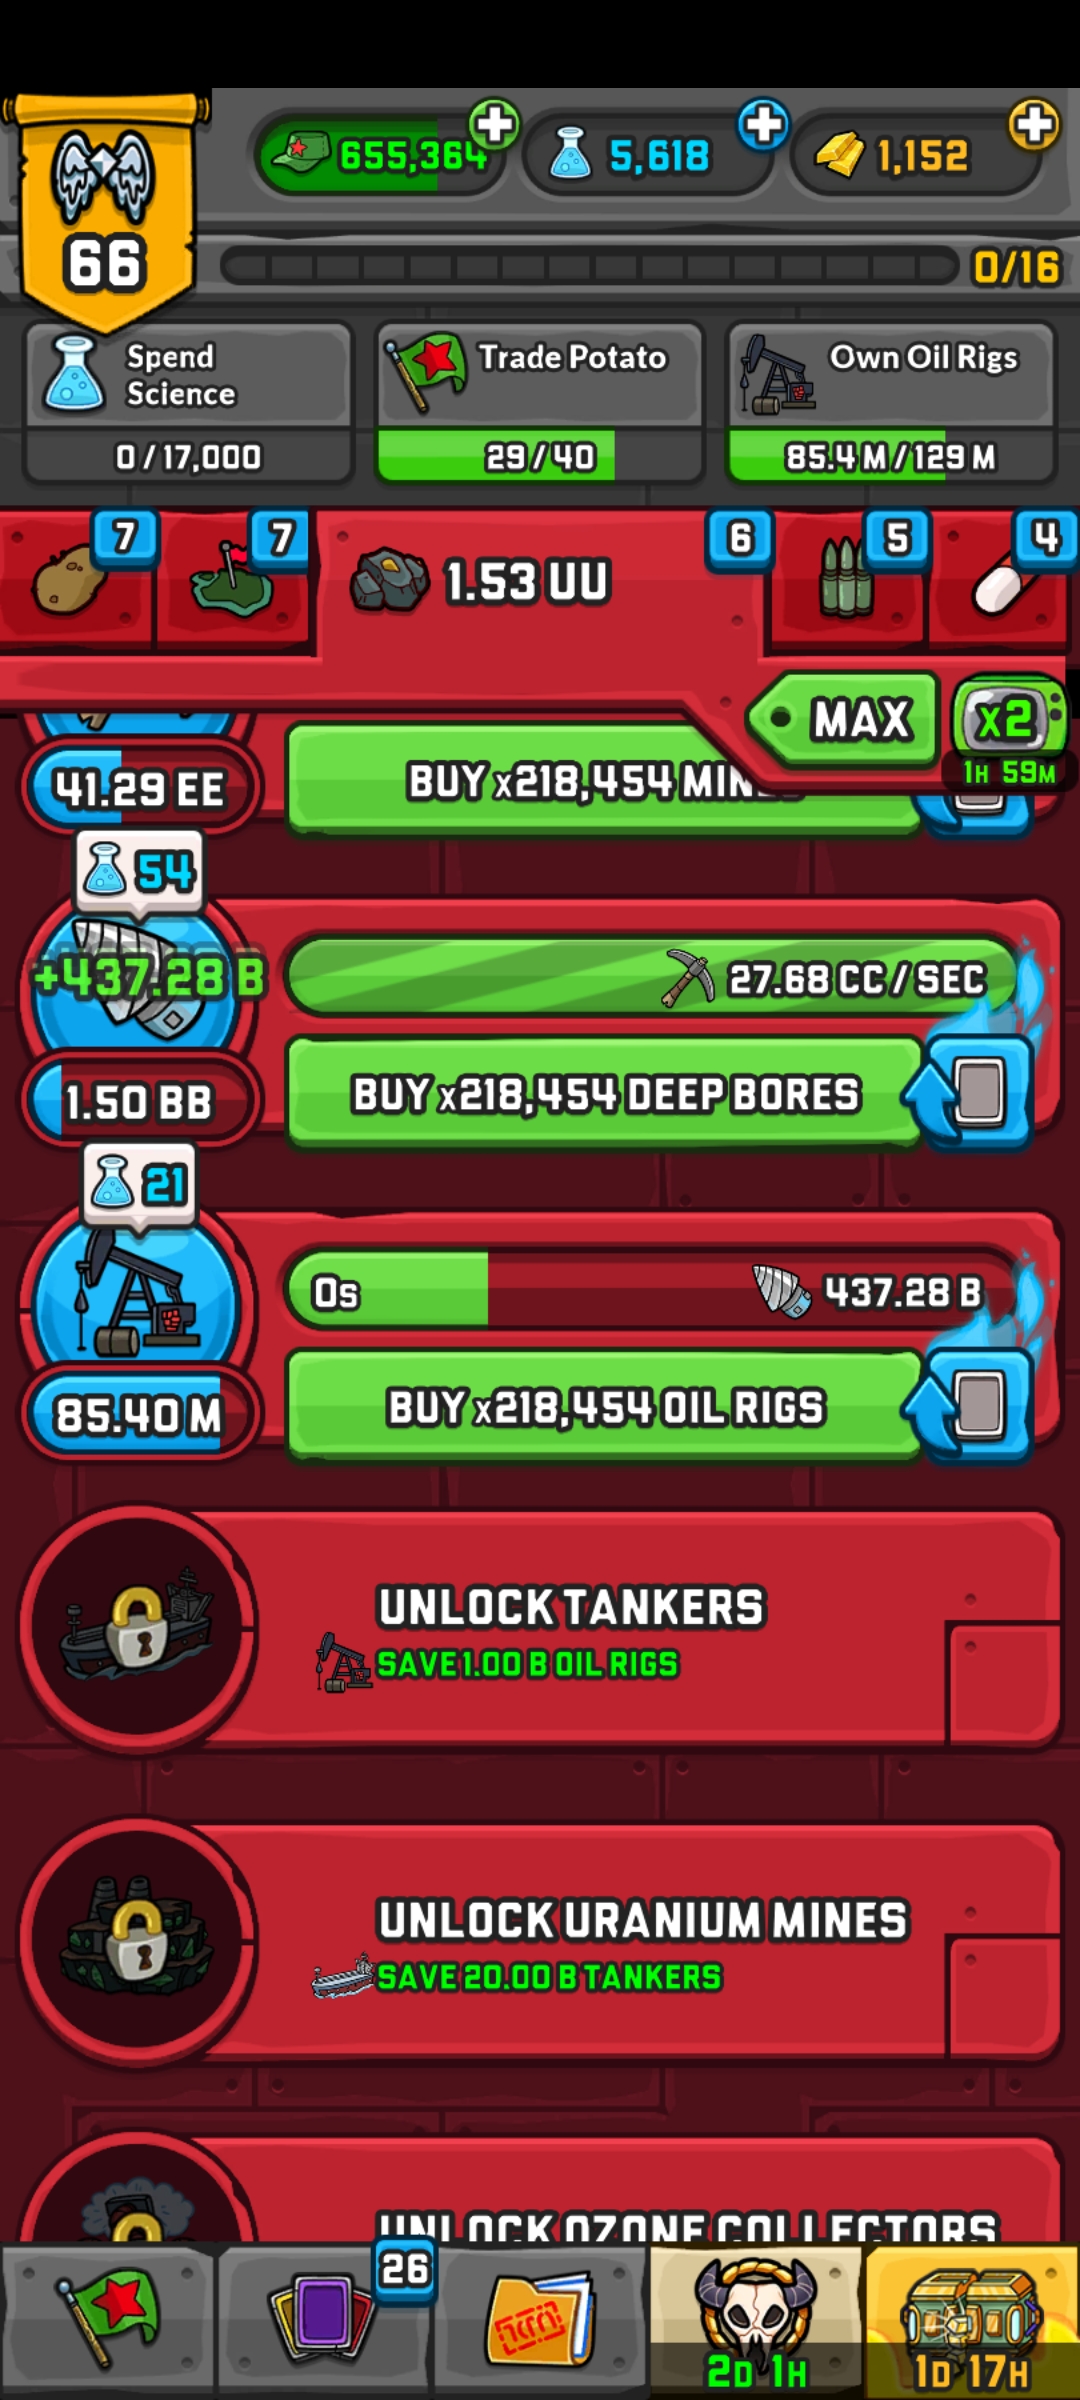 655,364
5,618
1,152
66
0/16
Spend
Science
0/17,000
Trade Potato
29/40
Own Oil Rigs
85.4 M/129 M
7
7
1.53 UU
6
5
4
MAX
x2
1H 59M
41.29 EE
BUY x218,454
54
+437.28 B
27.68 CC/SEC
1.50 BB
BUY x218,454 DEEP BORES
21
0s
437.28 B
85.40 M
BUY x218,454 OIL RIGS
UNLOCK TANKERS
SAVE 1.00 B OIL RIGS
UNLOCK URANIUM MINES
SAVE 20.00 B TANKERS
UNLOCK OZONE COLLECTORS
26
2D 1H
1D 17H